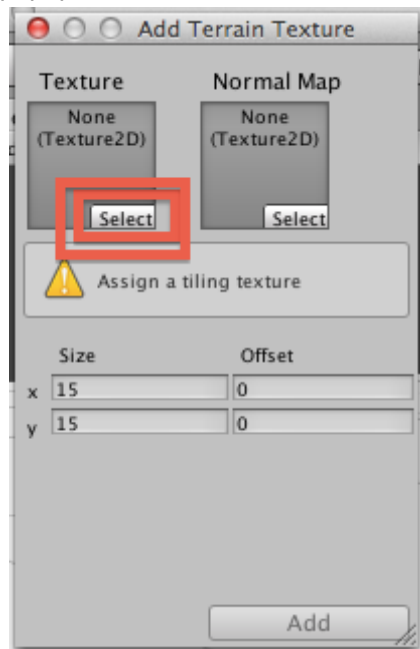 Add Terrain Texture
Texture Normal Map
None None
(Texture2D) (Texture2D)
Select Select
Assign a tiling texture
Size Offset
x 15 0
y 15 0
Add